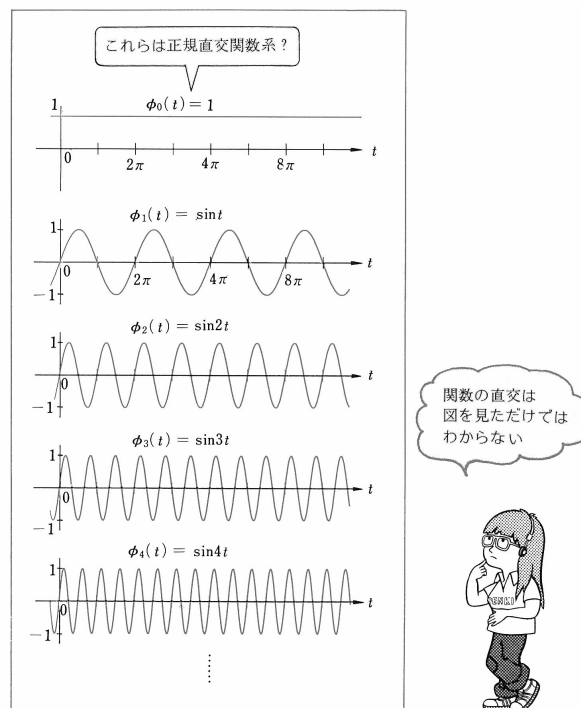 これらは正規直交関数系？
1
ϕ₀(t) = 1
0
2π
4π
8π
t
ϕ₁(t) = sint
1
0
2π
4π
8π
t
−1
ϕ₂(t) = sin2t
1
0
t
−1
関数の直交は
図を見ただけでは
わからない
ϕ₃(t) = sin3t
1
0
t
−1
ϕ₄(t) = sin4t
1
0
t
−1